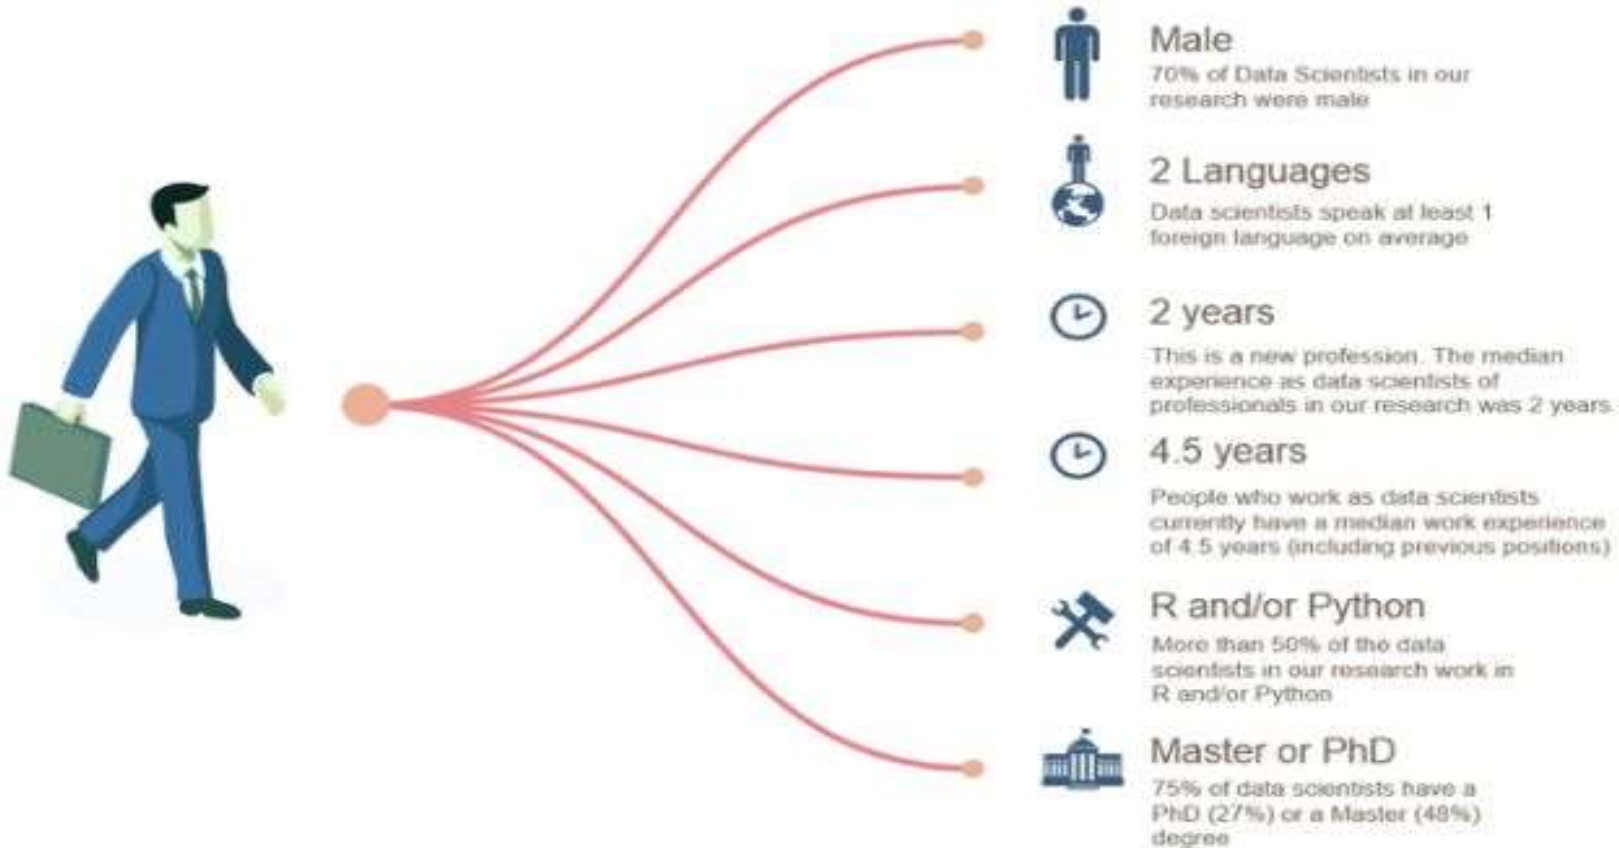 Male
70% of Data Scientists in our
research were male
2 Languages
Data scientists speak at least 1
foreign language on average
2 years
This is a new profession. The median
experience as data scientists of
professionals in our research was 2 years.
4.5 years
People who work as data scientists
currently have a median work experience
of 4.5 years (including previous positions)
R and/or Python
More than 50% of the data
scientists in our research work in
R and/or Python
Master or PhD
75% of data scientists have a
PhD (27%) or a Master (48%)
degree